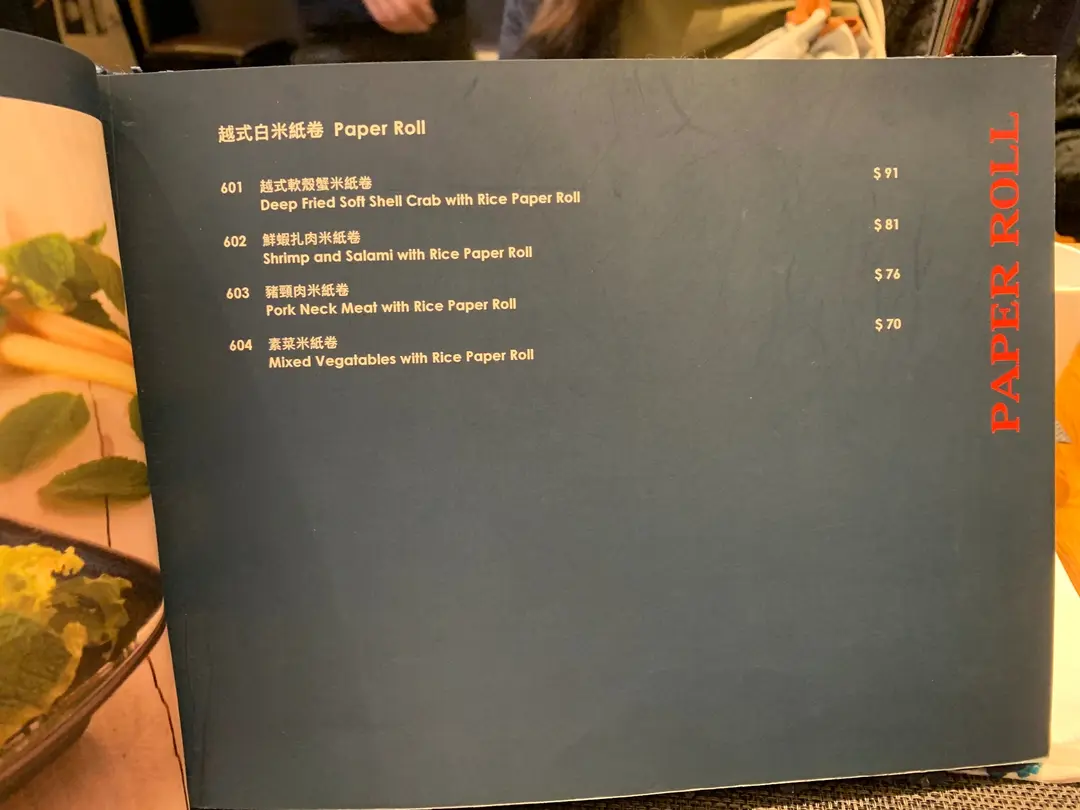 越式白米紙卷 Paper Roll
601 越式軟殼蟹米紙卷 $ 91
Deep Fried Soft Shell Crab with Rice Paper Roll
602 鮮蝦扎肉米紙卷 $ 81
Shrimp and Salami with Rice Paper Roll
603 豬頸肉米紙卷 $ 76
Pork Neck Meat with Rice Paper Roll
604 素菜米紙卷 $ 70
Mixed Vegatables with Rice Paper Roll
PAPER ROLL